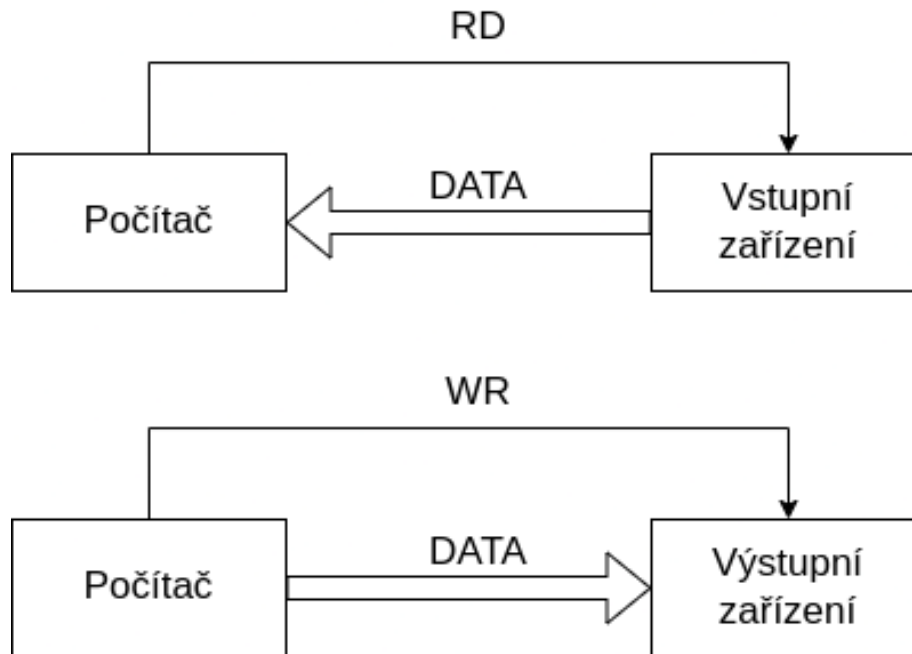 RD
Počítač
DATA
Vstupní
zařízení
WR
Počítač
DATA
Výstupní
zařízení